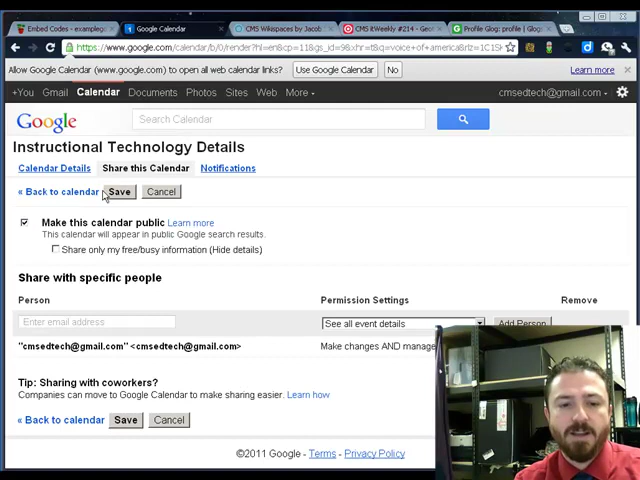 Embed Codes - examplego
Google Calendar
CMS Wikispaces by Jacob
CMS ItWeekly #214 - Geo
Profile Glog: profile | Glogs
https://www.google.com/calendar/b/0/render?hl=en&cp=11&gs_id=9&xhr=t&q=voice+of+america&rlz=1C1SK
Allow Google Calendar (www.google.com) to open all web calendar links?
Use Google Calendar
No
Learn more
+You Gmail Calendar Documents Photos Sites Web More
cmsedtech@gmail.com
Google
Search Calendar
Instructional Technology Details
Calendar Details Share this Calendar Notifications
« Back to calendar Save Cancel
Make this calendar public Learn more
This calendar will appear in public Google search results.
Share only my free/busy information (Hide details)
Share with specific people
Person Permission Settings Remove
Enter email address See all event details Add Person
"cmsedtech@gmail.com" <cmsedtech@gmail.com> Make changes AND manage
Tip: Sharing with coworkers?
Companies can move to Google Calendar to make sharing easier. Learn how
« Back to calendar Save Cancel
©2011 Google - Terms - Privacy Policy